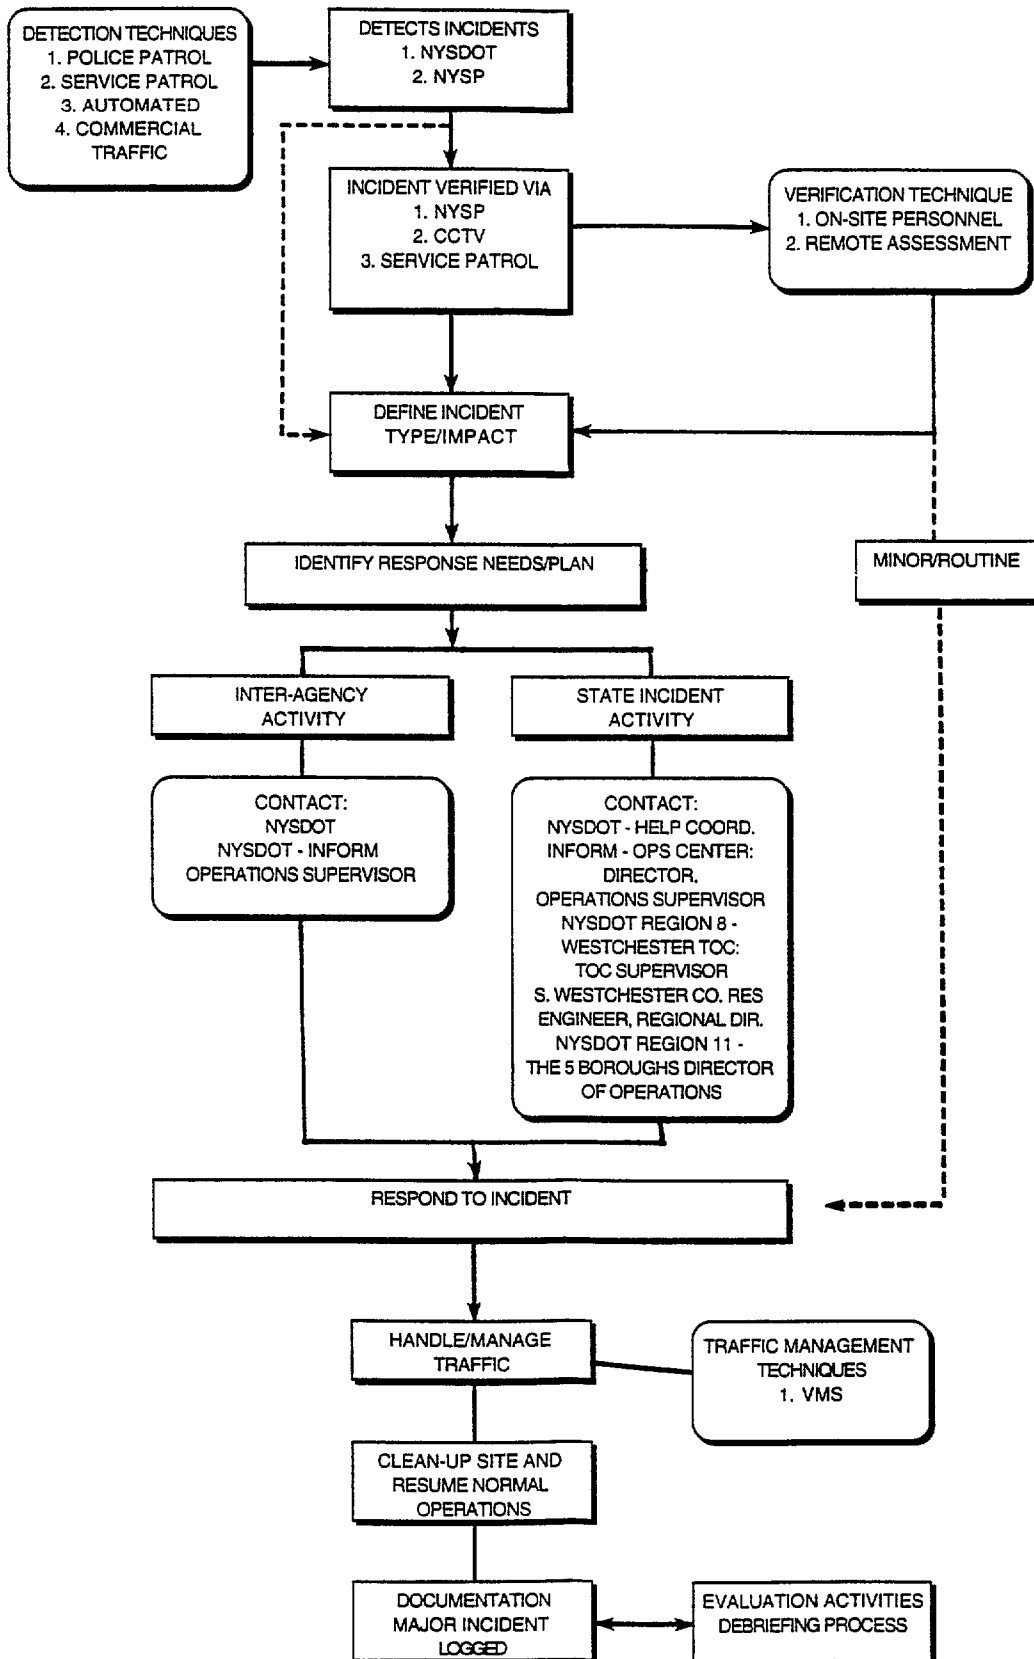 DETECTION TECHNIQUES
1. POLICE PATROL
2. SERVICE PATROL
3. AUTOMATED
4. COMMERCIAL
TRAFFIC
DETECTS INCIDENTS
1. NYSDOT
2. NYSP
INCIDENT VERIFIED VIA
1. NYSP
2. CCTV
3. SERVICE PATROL
VERIFICATION TECHNIQUE
1. ON-SITE PERSONNEL
2. REMOTE ASSESSMENT
DEFINE INCIDENT
TYPE/IMPACT
IDENTIFY RESPONSE NEEDS/PLAN
MINOR/ROUTINE
INTER-AGENCY
ACTIVITY
STATE INCIDENT
ACTIVITY
CONTACT:
NYSDOT
NYSDOT - INFORM
OPERATIONS SUPERVISOR
CONTACT:
NYSDOT - HELP COORD.
INFORM - OPS CENTER:
DIRECTOR.
OPERATIONS SUPERVISOR
NYSDOT REGION 8 -
WESTCHESTER TOC:
TOC SUPERVISOR
S. WESTCHESTER CO. RES
ENGINEER, REGIONAL DIR.
NYSDOT REGION 11 -
THE 5 BOROUGHS DIRECTOR
OF OPERATIONS
RESPOND TO INCIDENT
HANDLE/MANAGE
TRAFFIC
TRAFFIC MANAGEMENT
TECHNIQUES
1. VMS
CLEAN-UP SITE AND
RESUME NORMAL
OPERATIONS
DOCUMENTATION
MAJOR INCIDENT
LOGGED
EVALUATION ACTIVITIES
DEBRIEFING PROCESS